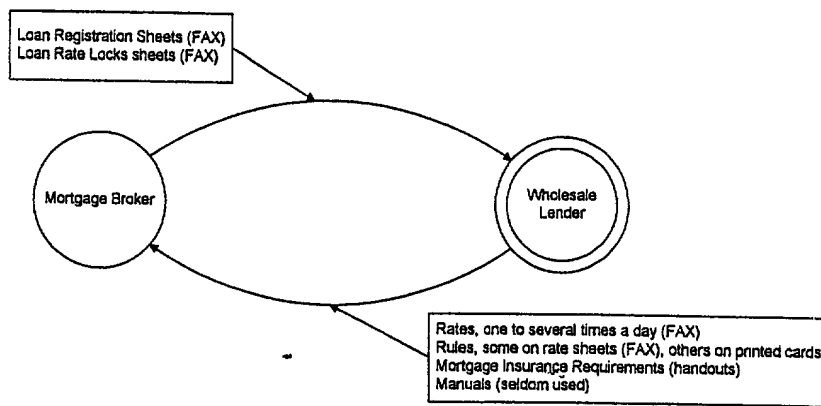 Loan Registration Sheets (FAX)
Loan Rate Locks sheets (FAX)
Mortgage Broker
Wholesale
Lender
Rates, one to several times a day (FAX)
Rules, some on rate sheets (FAX), others on printed cards
Mortgage Insurance Requirements (handouts)
Manuals (seldom used)